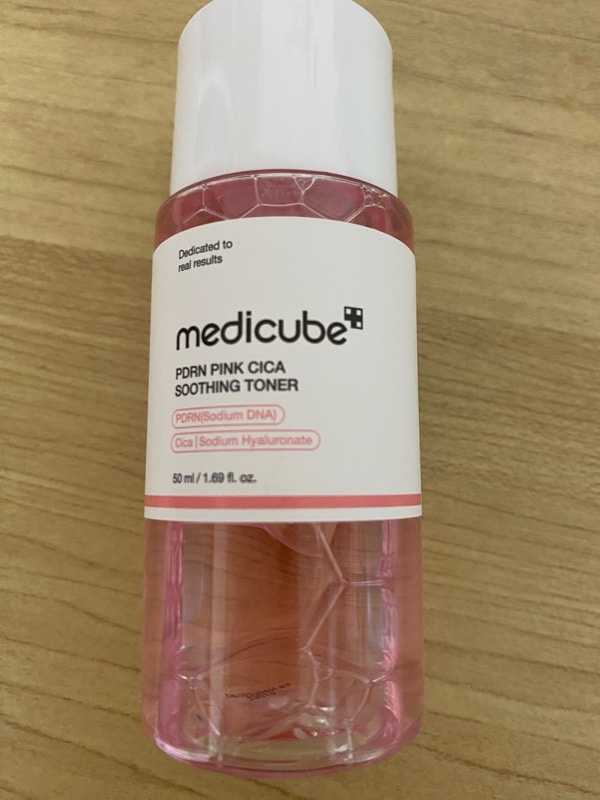 Dedicated to
real results
medicube
PDRN PINK CICA
SOOTHING TONER
PDRN(Sodium DNA)
Cica | Sodium Hyaluronate
50 ml / 1.69 fl. oz.